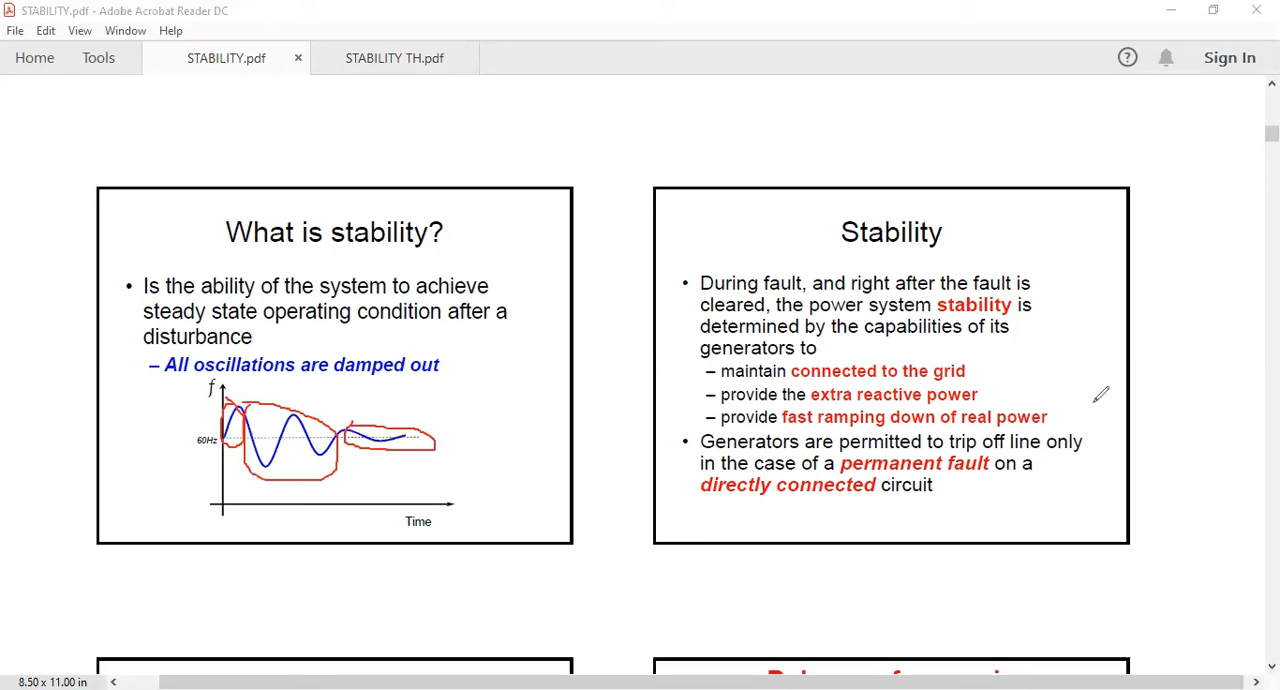 STABILITY.pdf - Adobe Acrobat Reader DC
File Edit View Window Help
Home Tools STABILITY.pdf × STABILITY TH.pdf ? Sign In
What is stability?
• Is the ability of the system to achieve
steady state operating condition after a
disturbance
– All oscillations are damped out
f
60Hz
Time
Stability
• During fault, and right after the fault is
cleared, the power system stability is
determined by the capabilities of its
generators to
– maintain connected to the grid
– provide the extra reactive power
– provide fast ramping down of real power
• Generators are permitted to trip off line only
in the case of a permanent fault on a
directly connected circuit
8.50 x 11.00 in